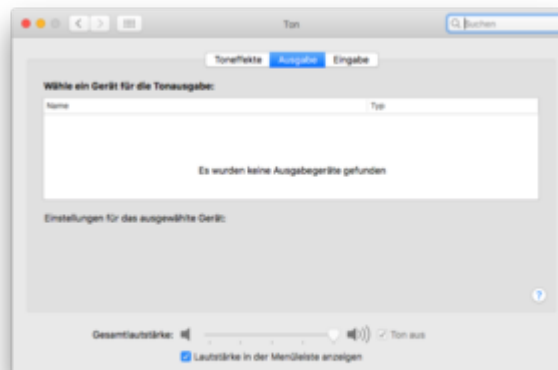 Ton
Suchen
Toneffekte Ausgabe Eingabe
Wähle ein Gerät für die Tonausgabe:
Name Typ
Es wurden keine Ausgabegeräte gefunden
Einstellungen für das ausgewählte Gerät:
?
Gesamtlautstärke: Ton aus
Lautstärke in der Menüleiste anzeigen